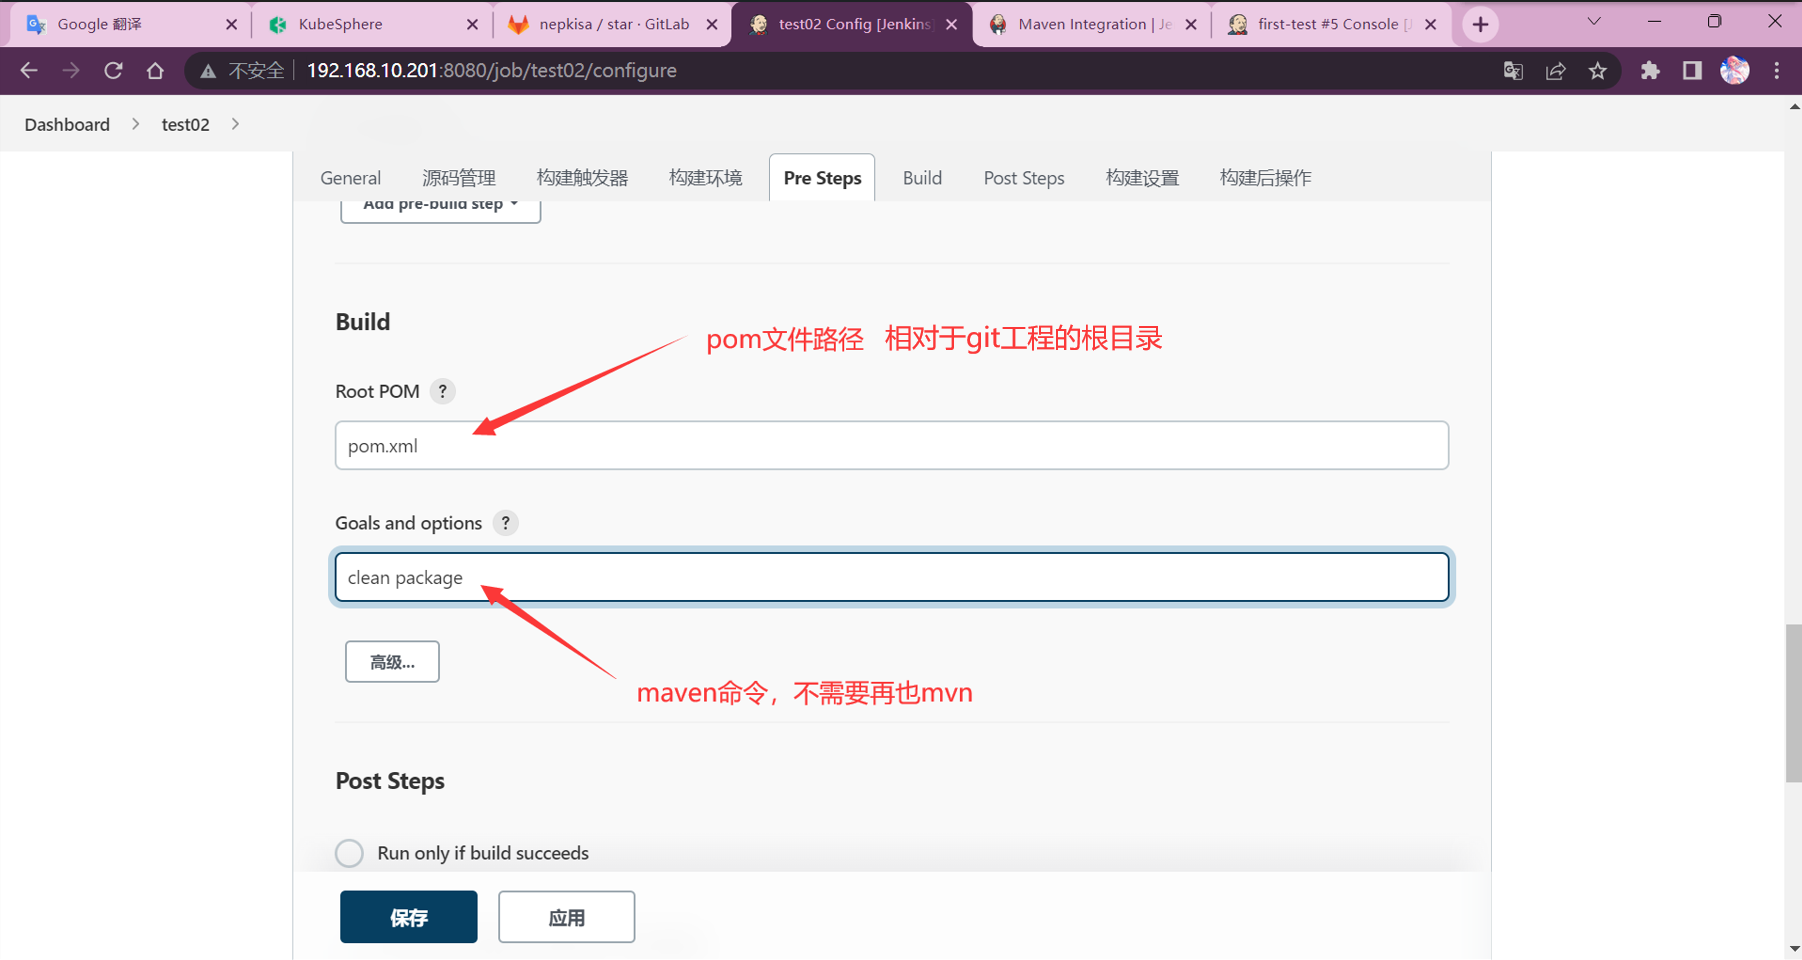 Google 翻译
KubeSphere
nepkisa / star · GitLab
test02 Config [Jenkins
Maven Integration | Je
first-test #5 Console [J
不安全
192.168.10.201:8080/job/test02/configure
Dashboard
test02
General
源码管理
构建触发器
构建环境
Pre Steps
Build
Post Steps
构建设置
构建后操作
Add pre-build step
Build
pom文件路径 相对于git工程的根目录
Root POM ?
pom.xml
Goals and options ?
clean package
高级...
maven命令，不需要再也mvn
Post Steps
Run only if build succeeds
保存
应用